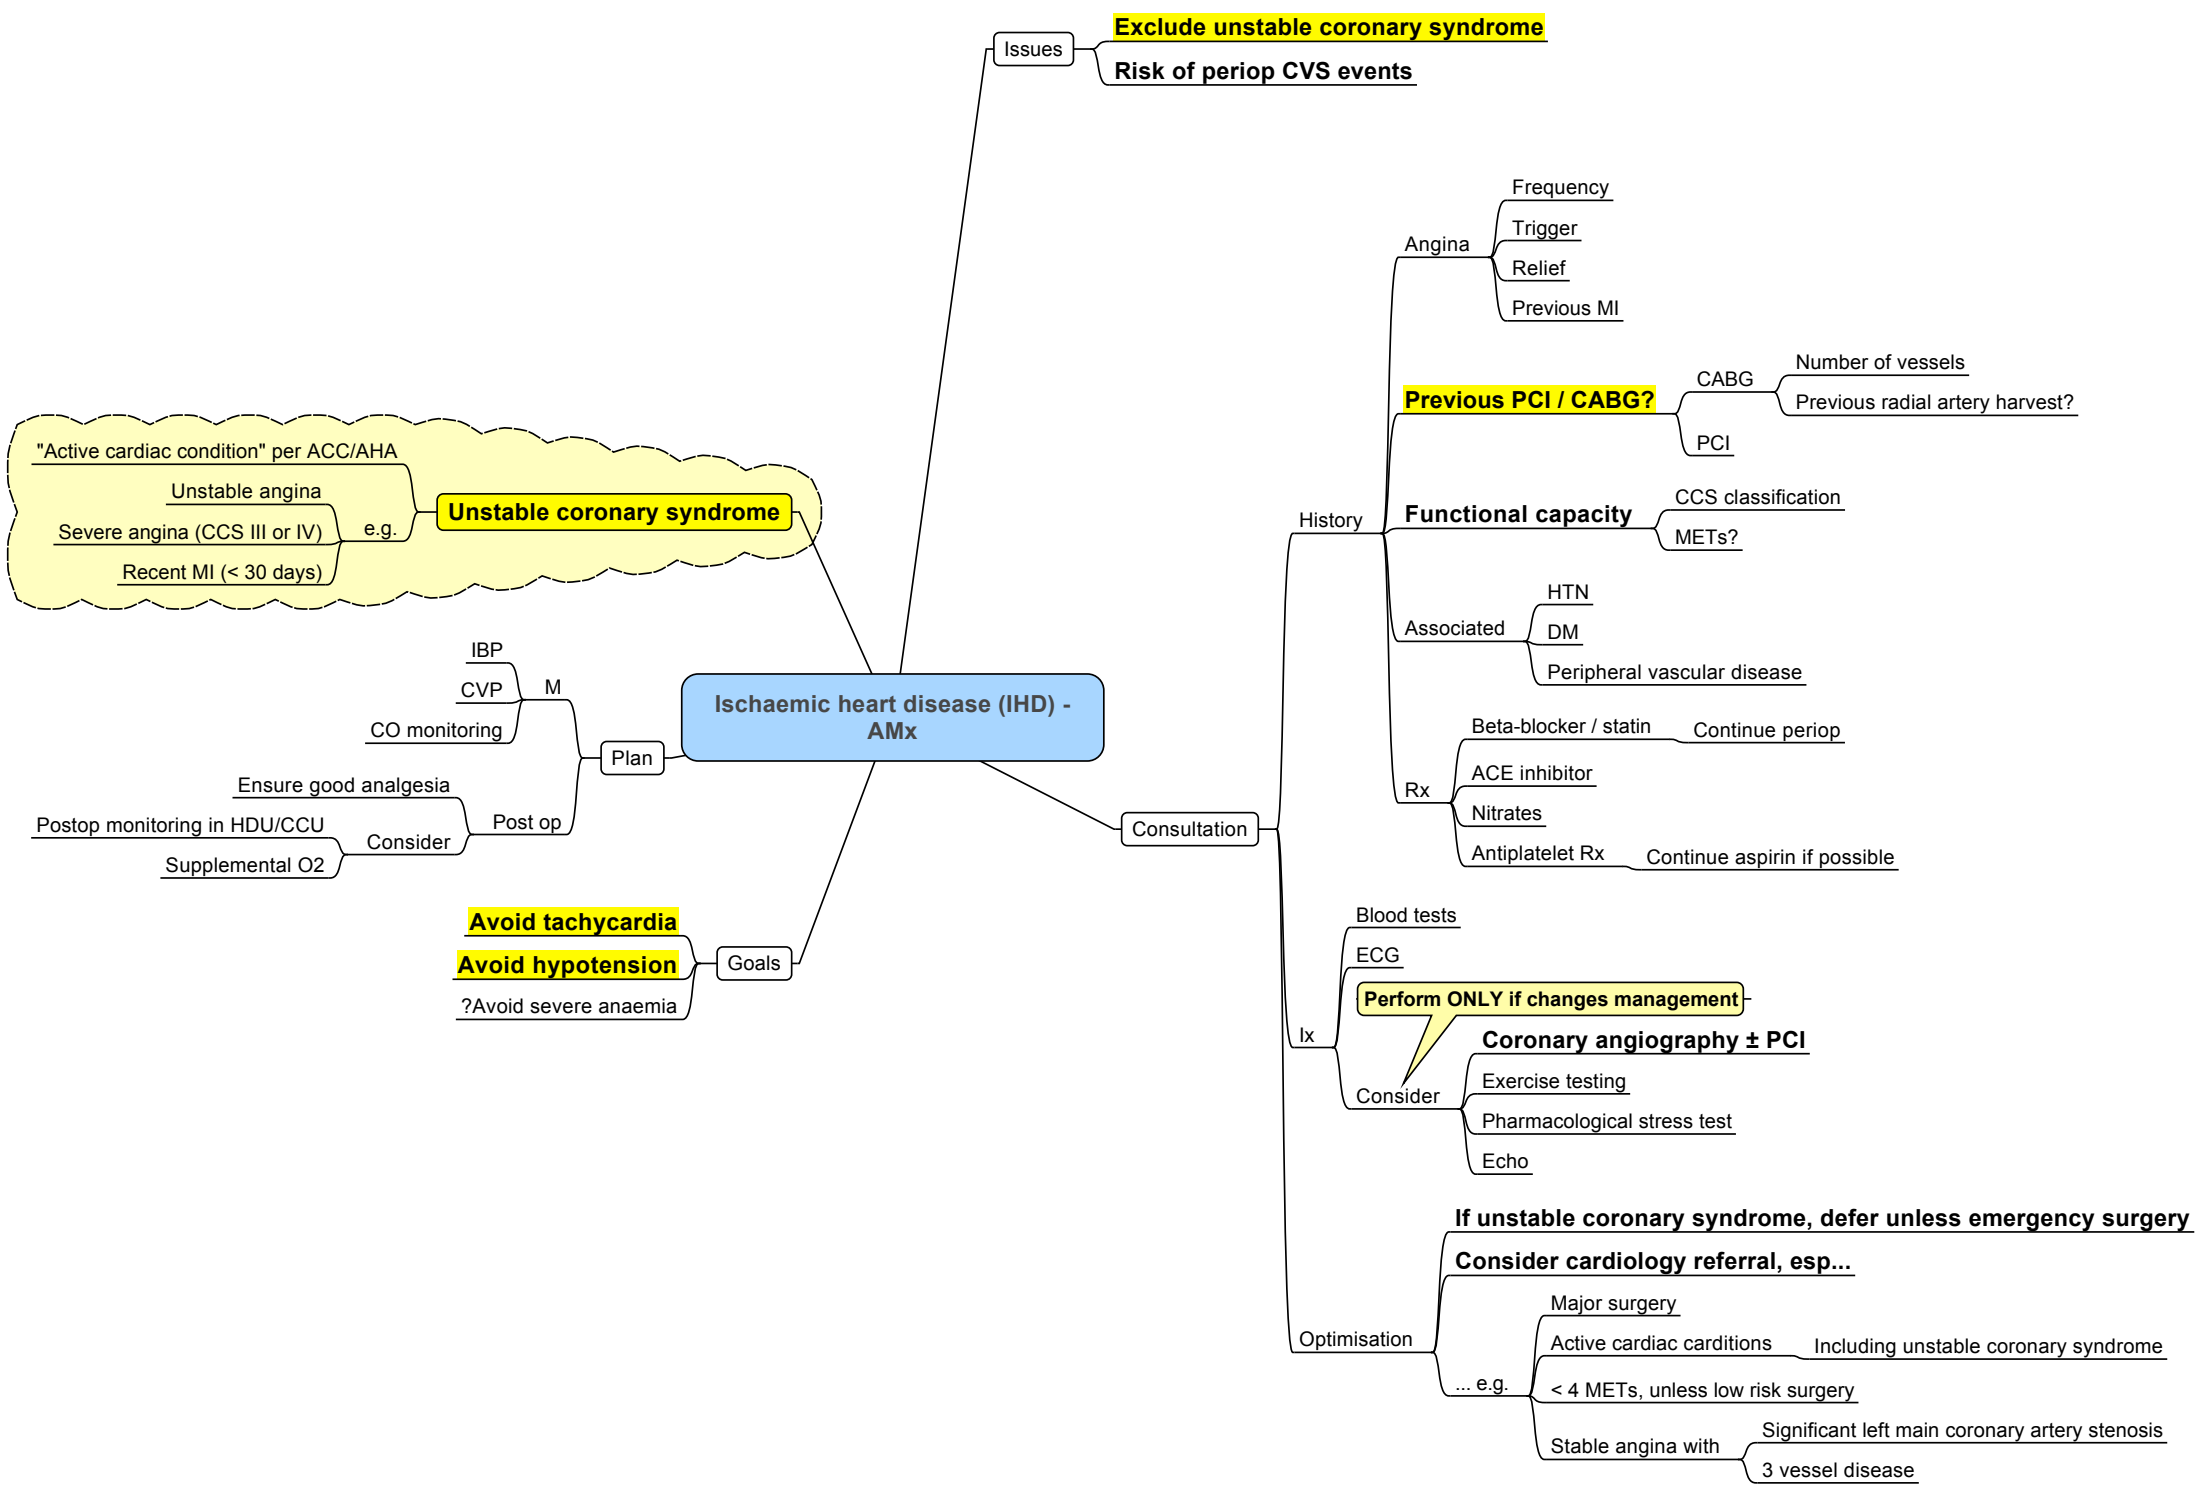 Issues
Exclude unstable coronary syndrome
Risk of periop CVS events
"Active cardiac condition" per ACC/AHA
Unstable angina
Severe angina (CCS III or IV)
Recent MI (< 30 days)
e.g.
Unstable coronary syndrome
IBP
CVP
CO monitoring
M
Ensure good analgesia
Postop monitoring in HDU/CCU
Supplemental O2
Consider
Post op
Plan
Ischaemic heart disease (IHD) -
AMx
Avoid tachycardia
Avoid hypotension
?Avoid severe anaemia
Goals
Consultation
History
Angina
Frequency
Trigger
Relief
Previous MI
Previous PCI / CABG?
CABG
Number of vessels
Previous radial artery harvest?
PCI
Functional capacity
CCS classification
METs?
Associated
HTN
DM
Peripheral vascular disease
Rx
Beta-blocker / statin
Continue periop
ACE inhibitor
Nitrates
Antiplatelet Rx
Continue aspirin if possible
Ix
Blood tests
ECG
Perform ONLY if changes management
Consider
Coronary angiography ± PCI
Exercise testing
Pharmacological stress test
Echo
Optimisation
If unstable coronary syndrome, defer unless emergency surgery
Consider cardiology referral, esp...
... e.g.
Major surgery
Active cardiac carditions
Including unstable coronary syndrome
< 4 METs, unless low risk surgery
Stable angina with
Significant left main coronary artery stenosis
3 vessel disease